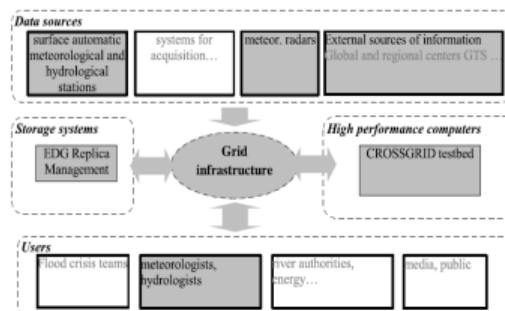 Data sources
surface automatic
meteorological and
hydrological
stations
systems for
acquisition…
meteor. radars
External sources of information
Global and regional centers GTS …
Storage systems
EDG Replica
Management
Grid
infrastructure
High performance computers
CROSSGRID testbed
Users
Flood crisis teams
meteorologists,
hydrologists
river authorities,
energy…
media, public